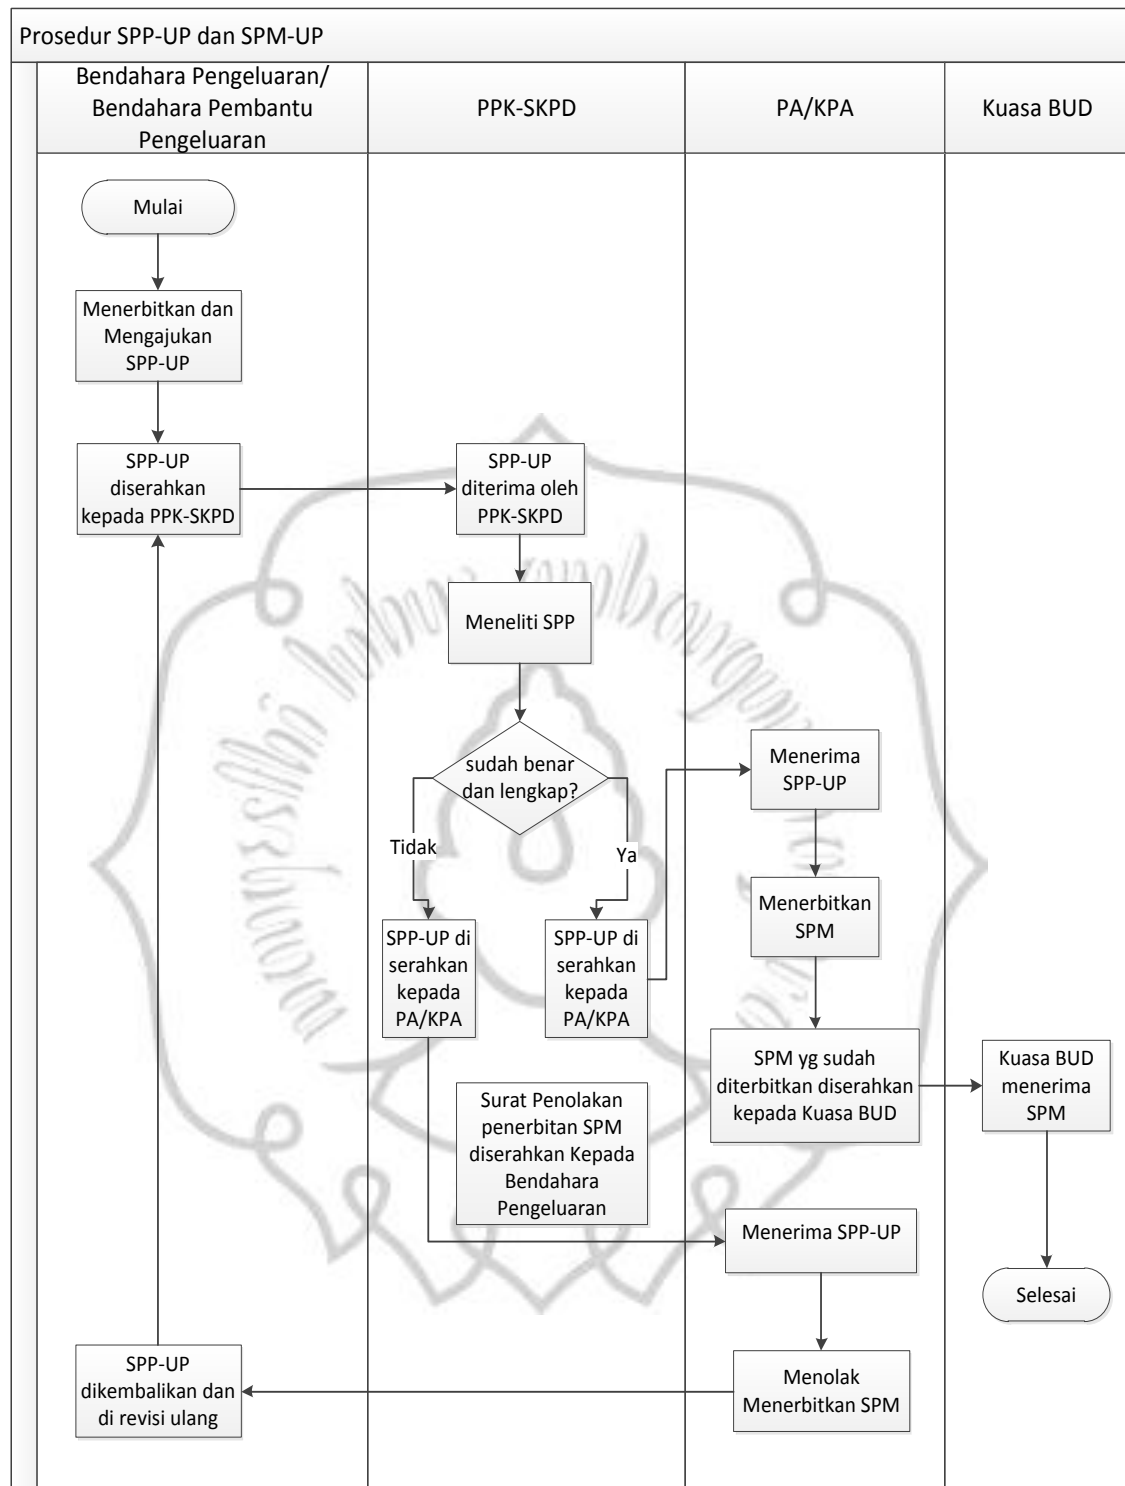 Prosedur SPP-UP dan SPM-UP
Bendahara Pengeluaran/
Bendahara Pembantu
Pengeluaran
PPK-SKPD
PA/KPA
Kuasa BUD
Mulai
Menerbitkan dan
Mengajukan
SPP-UP
SPP-UP
diserahkan
kepada PPK-SKPD
SPP-UP
diterima oleh
PPK-SKPD
Meneliti SPP
sudah benar
dan lengkap?
Tidak
Ya
Menerima
SPP-UP
Menerbitkan
SPM
SPP-UP di
serahkan
kepada
PA/KPA
SPP-UP di
serahkan
kepada
PA/KPA
SPM yg sudah
diterbitkan diserahkan
kepada Kuasa BUD
Kuasa BUD
menerima
SPM
Surat Penolakan
penerbitan SPM
diserahkan Kepada
Bendahara
Pengeluaran
Menerima SPP-UP
Selesai
SPP-UP
dikembalikan dan
di revisi ulang
Menolak
Menerbitkan SPM